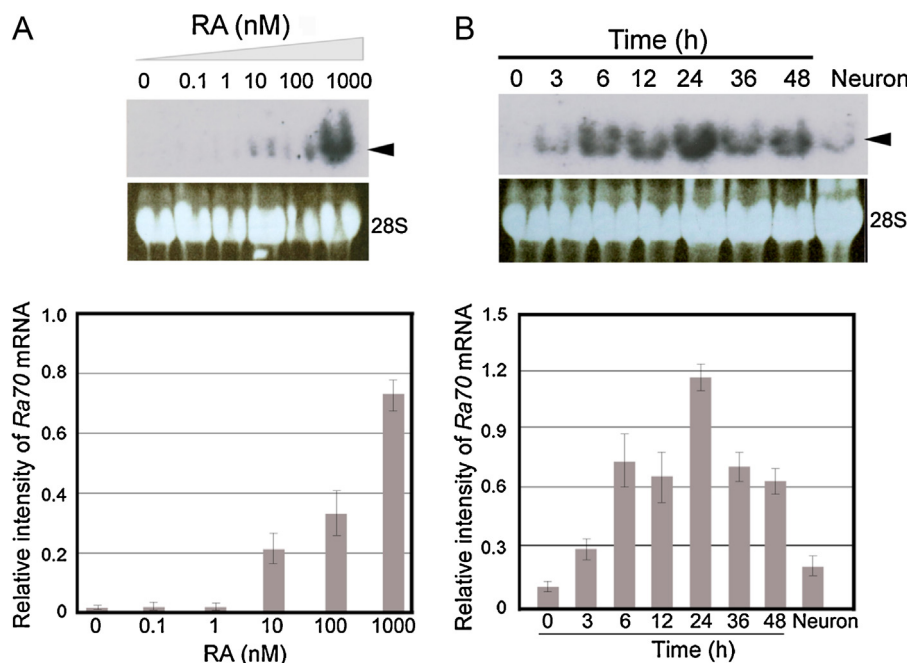 A
RA (nM)
0 0.1 1 10 100 1000
28S
Relative intensity of Ra70 mRNA
1.0
0.8
0.6
0.4
0.2
0
0 0.1 1 10 100 1000
RA (nM)
B
Time (h)
0 3 6 12 24 36 48 Neuron
28S
Relative intensity of Ra70 mRNA
1.5
1.2
0.9
0.6
0.3
0
0 3 6 12 24 36 48 Neuron
Time (h)